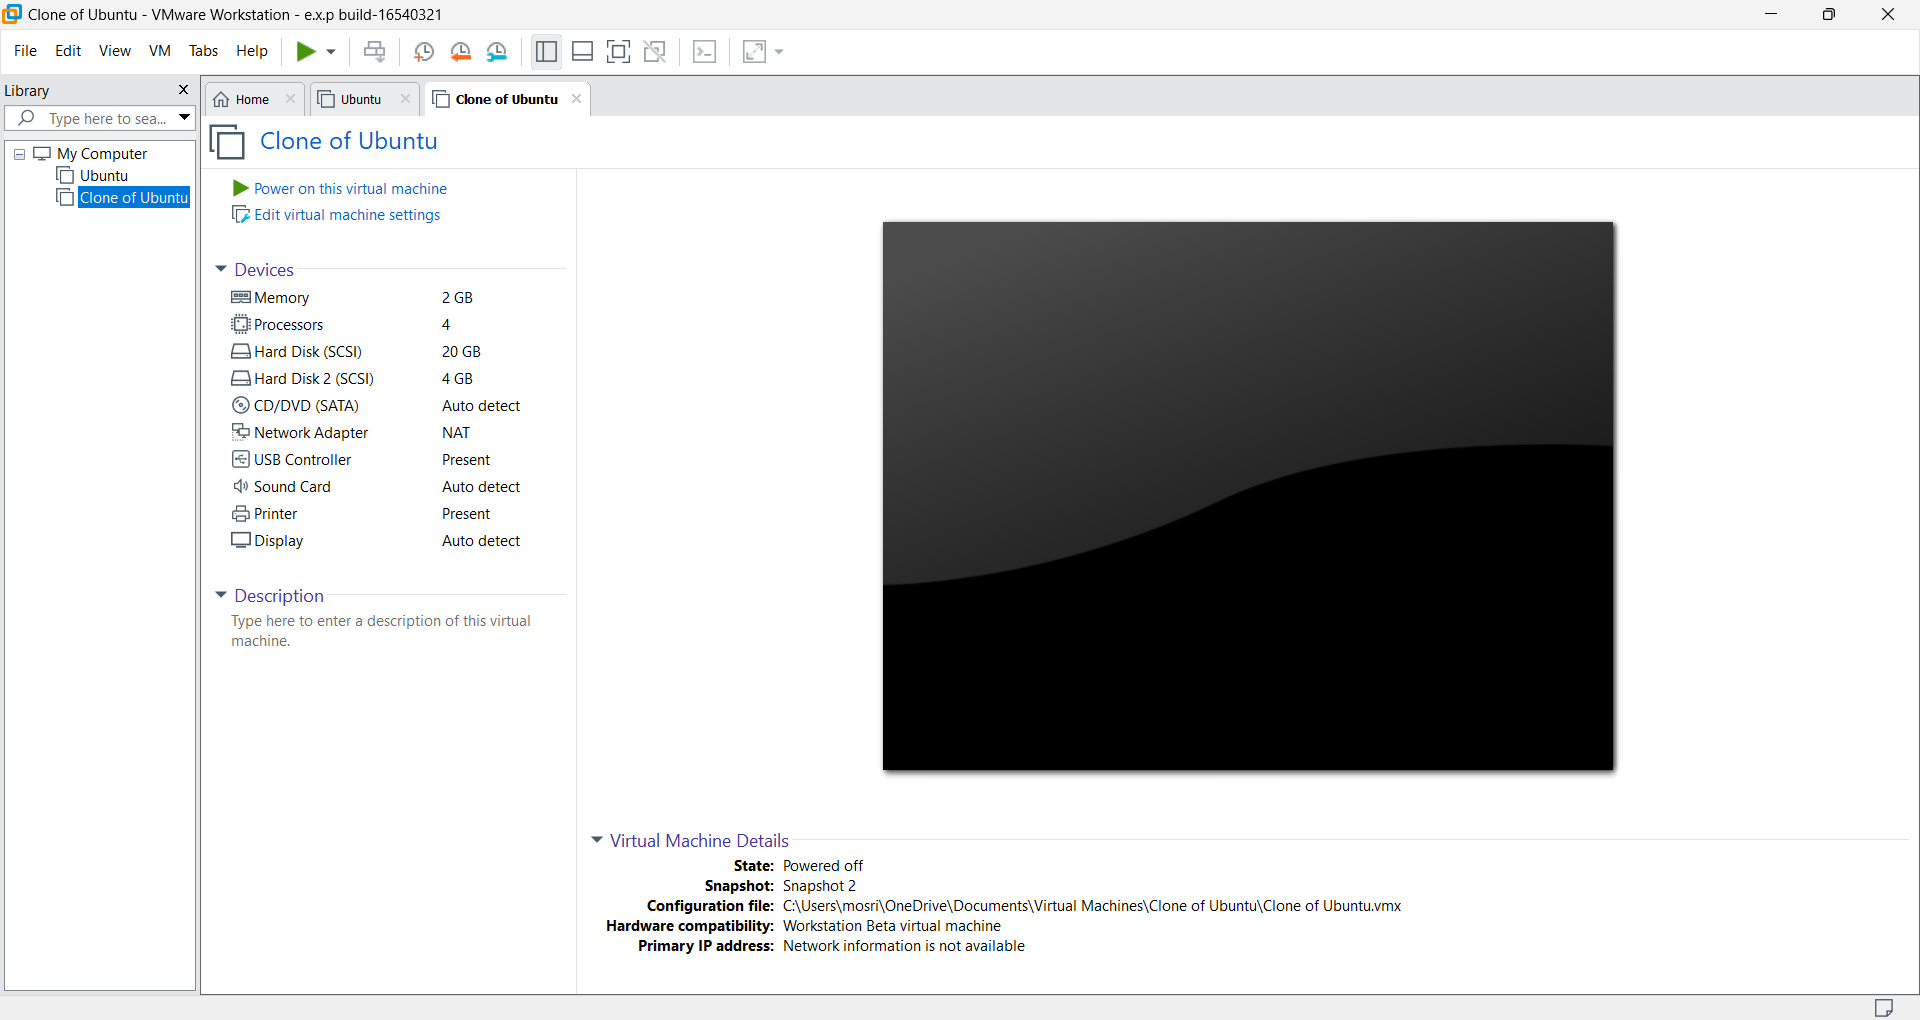 Clone of Ubuntu - VMware Workstation - e.x.p build-16540321
File Edit View VM Tabs Help
Library
Type here to sea...
My Computer
Ubuntu
Clone of Ubuntu
Home
Ubuntu
Clone of Ubuntu
Clone of Ubuntu
Power on this virtual machine
Edit virtual machine settings
Devices
Memory 2 GB
Processors 4
Hard Disk (SCSI) 20 GB
Hard Disk 2 (SCSI) 4 GB
CD/DVD (SATA) Auto detect
Network Adapter NAT
USB Controller Present
Sound Card Auto detect
Printer Present
Display Auto detect
Description
Type here to enter a description of this virtual
machine.
Virtual Machine Details
State: Powered off
Snapshot: Snapshot 2
Configuration file: C:\Users\mosri\OneDrive\Documents\Virtual Machines\Clone of Ubuntu\Clone of Ubuntu.vmx
Hardware compatibility: Workstation Beta virtual machine
Primary IP address: Network information is not available